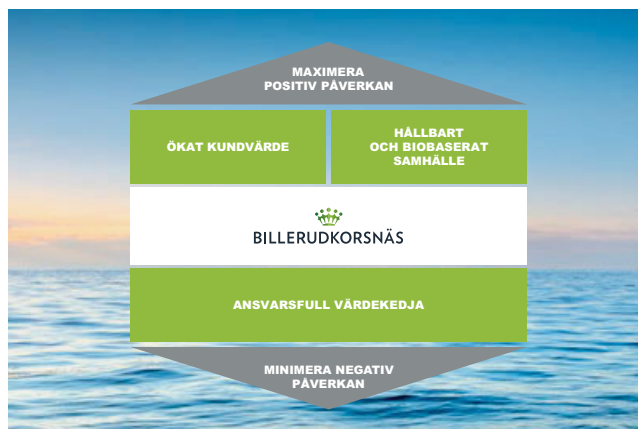 MAXIMERA
POSITIV PÅVERKAN
ÖKAT KUNDVÄRDE
HÅLLBART
OCH BIOBASERAT
SAMHÄLLE
BILLERUDKORSNÄS
ANSVARSFULL VÄRDEKEDJA
MINIMERA NEGATIV
PÅVERKAN